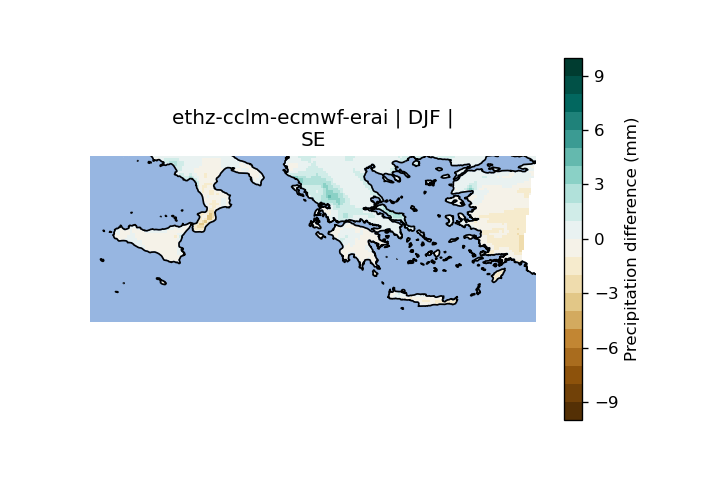 ethz-cclm-ecmwf-erai | DJF |
SE
9
6
3
0
−3
−6
−9
Precipitation difference (mm)